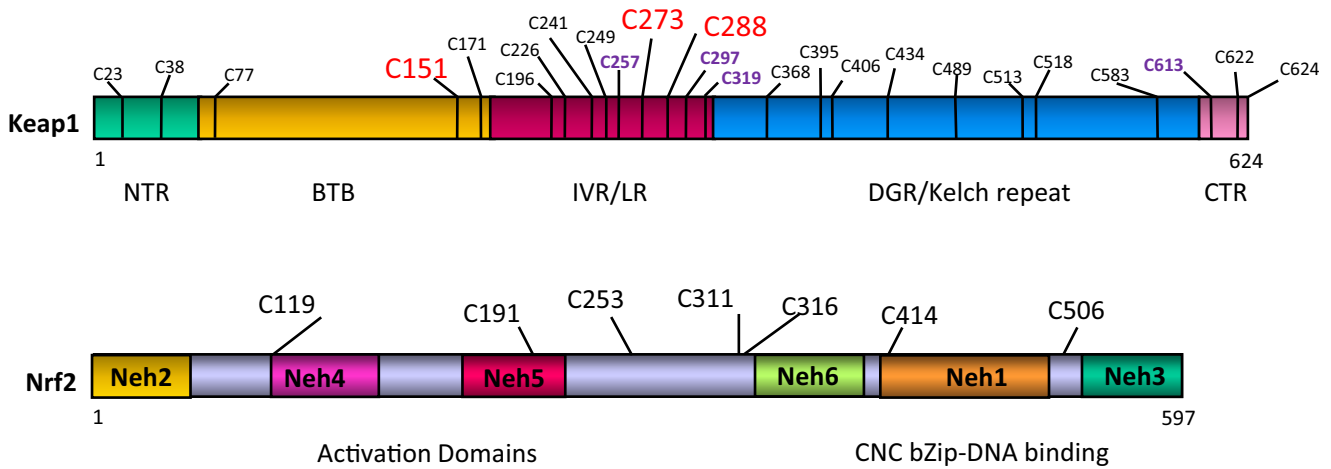 C23
C38
C77
C151
C171
C196
C226
C241
C249
C257
C273
C288
C297
C319
C368
C395
C406
C434
C489
C513
C518
C583
C613
C622
C624
Keap1
1
624
NTR
BTB
IVR/LR
DGR/Kelch repeat
CTR
C119
C191
C253
C311
C316
C414
C506
Nrf2
Neh2
Neh4
Neh5
Neh6
Neh1
Neh3
1
597
Activation Domains
CNC bZip-DNA binding